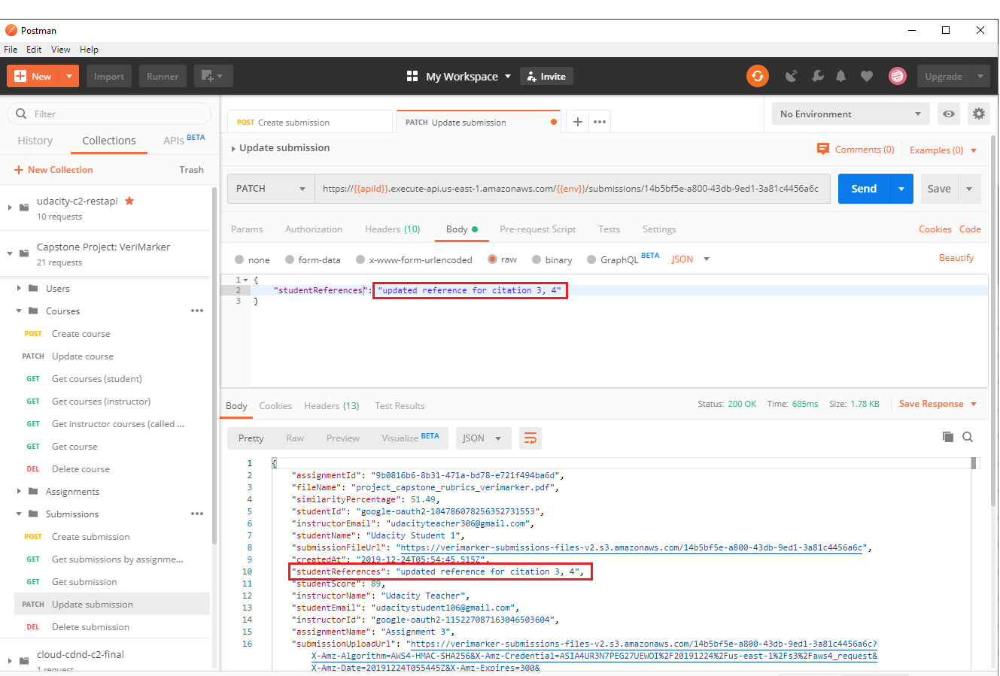 Postman
File Edit View Help
New Import Runner My Workspace Invite Upgrade
Filter
History Collections APIs BETA
New Collection Trash
udacity-c2-restapi
10 requests
Capstone Project: VeriMarker
21 requests
Users
Courses
POST Create course
PATCH Update course
GET Get courses (student)
GET Get courses (instructor)
GET Get instructor courses (called ...
GET Get course
DEL Delete course
Assignments
Submissions
POST Create submission
GET Get submissions by assignme...
GET Get submission
PATCH Update submission
DEL Delete submission
cloud-cdnd-c2-final
1 request
POST Create submission PATCH Update submission No Environment
Update submission Comments (0) Examples (0)
PATCH https://{{apiId}}.execute-api.us-east-1.amazonaws.com/{{env}}/submissions/14b5bf5e-a800-43db-9ed1-3a81c4456a6c Send Save
Params Authorization Headers (10) Body Pre-request Script Tests Settings Cookies Code
none form-data x-www-form-urlencoded raw binary GraphQL BETA JSON Beautify
1 {
2 "studentReferences": "updated reference for citation 3, 4"
3 }
Body Cookies Headers (13) Test Results Status: 200 OK Time: 685ms Size: 1.78 KB Save Response
Pretty Raw Preview Visualize BETA JSON
1 {
2 "assignmentId": "9b0816b6-8b31-471a-bd78-e721f494ba6d",
3 "fileName": "project_capstone_rubrics_verimarker.pdf",
4 "similarityPercentage": 51.49,
5 "studentId": "google-oauth2-104786078256352731553",
6 "instructorEmail": "udacityteacher306@gmail.com",
7 "studentName": "Udacity Student 1",
8 "submissionFileUrl": "https://verimarker-submissions-files-v2.s3.amazonaws.com/14b5bf5e-a800-43db-9ed1-3a81c4456a6c",
9 "createdAt": "2019-12-24T05:54:45.515Z",
10 "studentReferences": "updated reference for citation 3, 4",
11 "studentScore": 89,
12 "instructorName": "Udacity Teacher",
13 "studentEmail": "udacitystudent106@gmail.com",
14 "instructorId": "google-oauth2-115227087163046503604",
15 "assignmentName": "Assignment 3",
16 "submissionUploadUrl": "https://verimarker-submissions-files-v2.s3.amazonaws.com/14b5bf5e-a800-43db-9ed1-3a81c4456a6c?
X-Amz-Algorithm=AWS4-HMAC-SHA256&X-Amz-Credential=ASIA4UR3N7PEG27UEWOI%2F20191224%2Fus-east-1%2Fs3%2Faws4_request&
X-Amz-Date=20191224T055445Z&X-Amz-Expires=300&